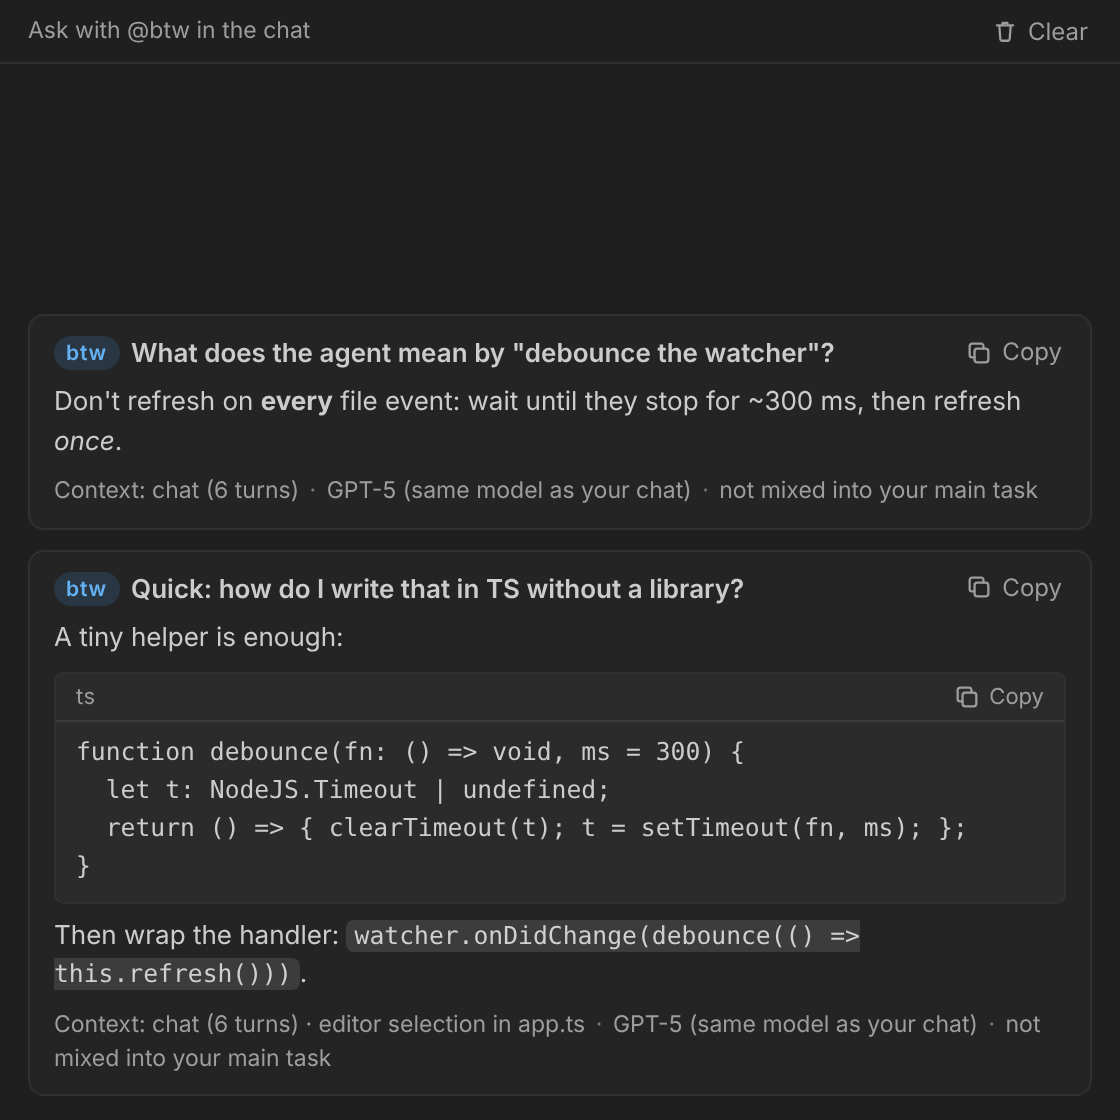 Ask with @btw in the chat
Clear
btw What does the agent mean by "debounce the watcher"? Copy
Don't refresh on every file event: wait until they stop for ~300 ms, then refresh
once.
Context: chat (6 turns) · GPT-5 (same model as your chat) · not mixed into your main task
btw Quick: how do I write that in TS without a library? Copy
A tiny helper is enough:
ts Copy
function debounce(fn: () => void, ms = 300) {
  let t: NodeJS.Timeout | undefined;
  return () => { clearTimeout(t); t = setTimeout(fn, ms); };
}
Then wrap the handler: watcher.onDidChange(debounce(() =>
this.refresh())).
Context: chat (6 turns) · editor selection in app.ts · GPT-5 (same model as your chat) · not
mixed into your main task